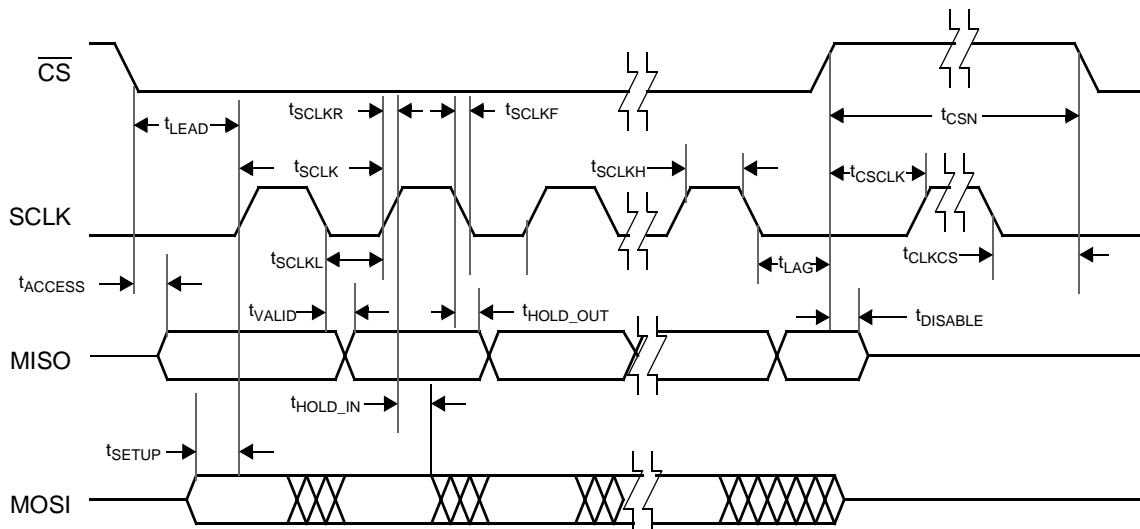 CS
tSCLKR
tSCLKF
tLEAD
tCSN
tSCLK
tSCLKH
tCSCLK
SCLK
tSCLKL
tLAG
tCLKCS
tACCESS
tVALID
tHOLD_OUT
tDISABLE
MISO
tHOLD_IN
tSETUP
MOSI